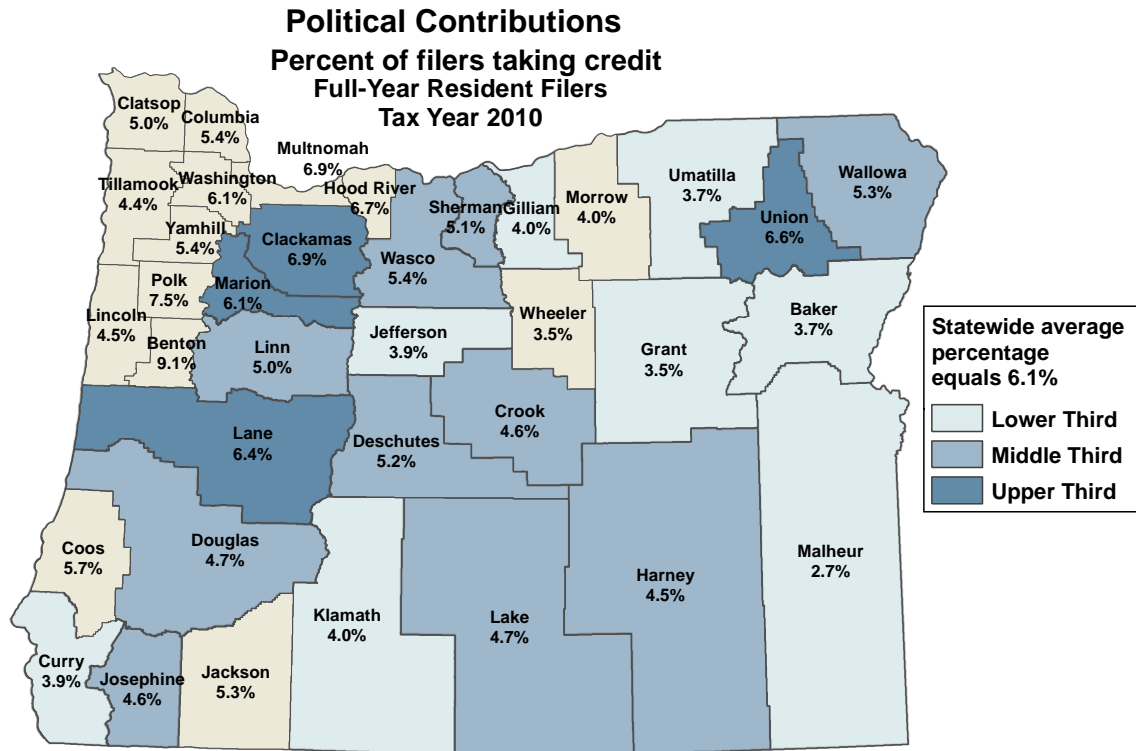 Political Contributions
Percent of filers taking credit
Full-Year Resident Filers
Tax Year 2010
Clatsop
5.0%
Columbia
5.4%
Multnomah
6.9%
Tillamook
4.4%
Washington
6.1%
Hood River
6.7%
Sherman
5.1%
Gilliam
4.0%
Morrow
4.0%
Umatilla
3.7%
Wallowa
5.3%
Union
6.6%
Yamhill
5.4%
Clackamas
6.9%
Wasco
5.4%
Polk
7.5%
Marion
6.1%
Lincoln
4.5%
Benton
9.1%
Linn
5.0%
Jefferson
3.9%
Wheeler
3.5%
Grant
3.5%
Baker
3.7%
Lane
6.4%
Deschutes
5.2%
Crook
4.6%
Coos
5.7%
Douglas
4.7%
Klamath
4.0%
Lake
4.7%
Harney
4.5%
Malheur
2.7%
Curry
3.9%
Josephine
4.6%
Jackson
5.3%
Statewide average
percentage
equals 6.1%
Lower Third
Middle Third
Upper Third